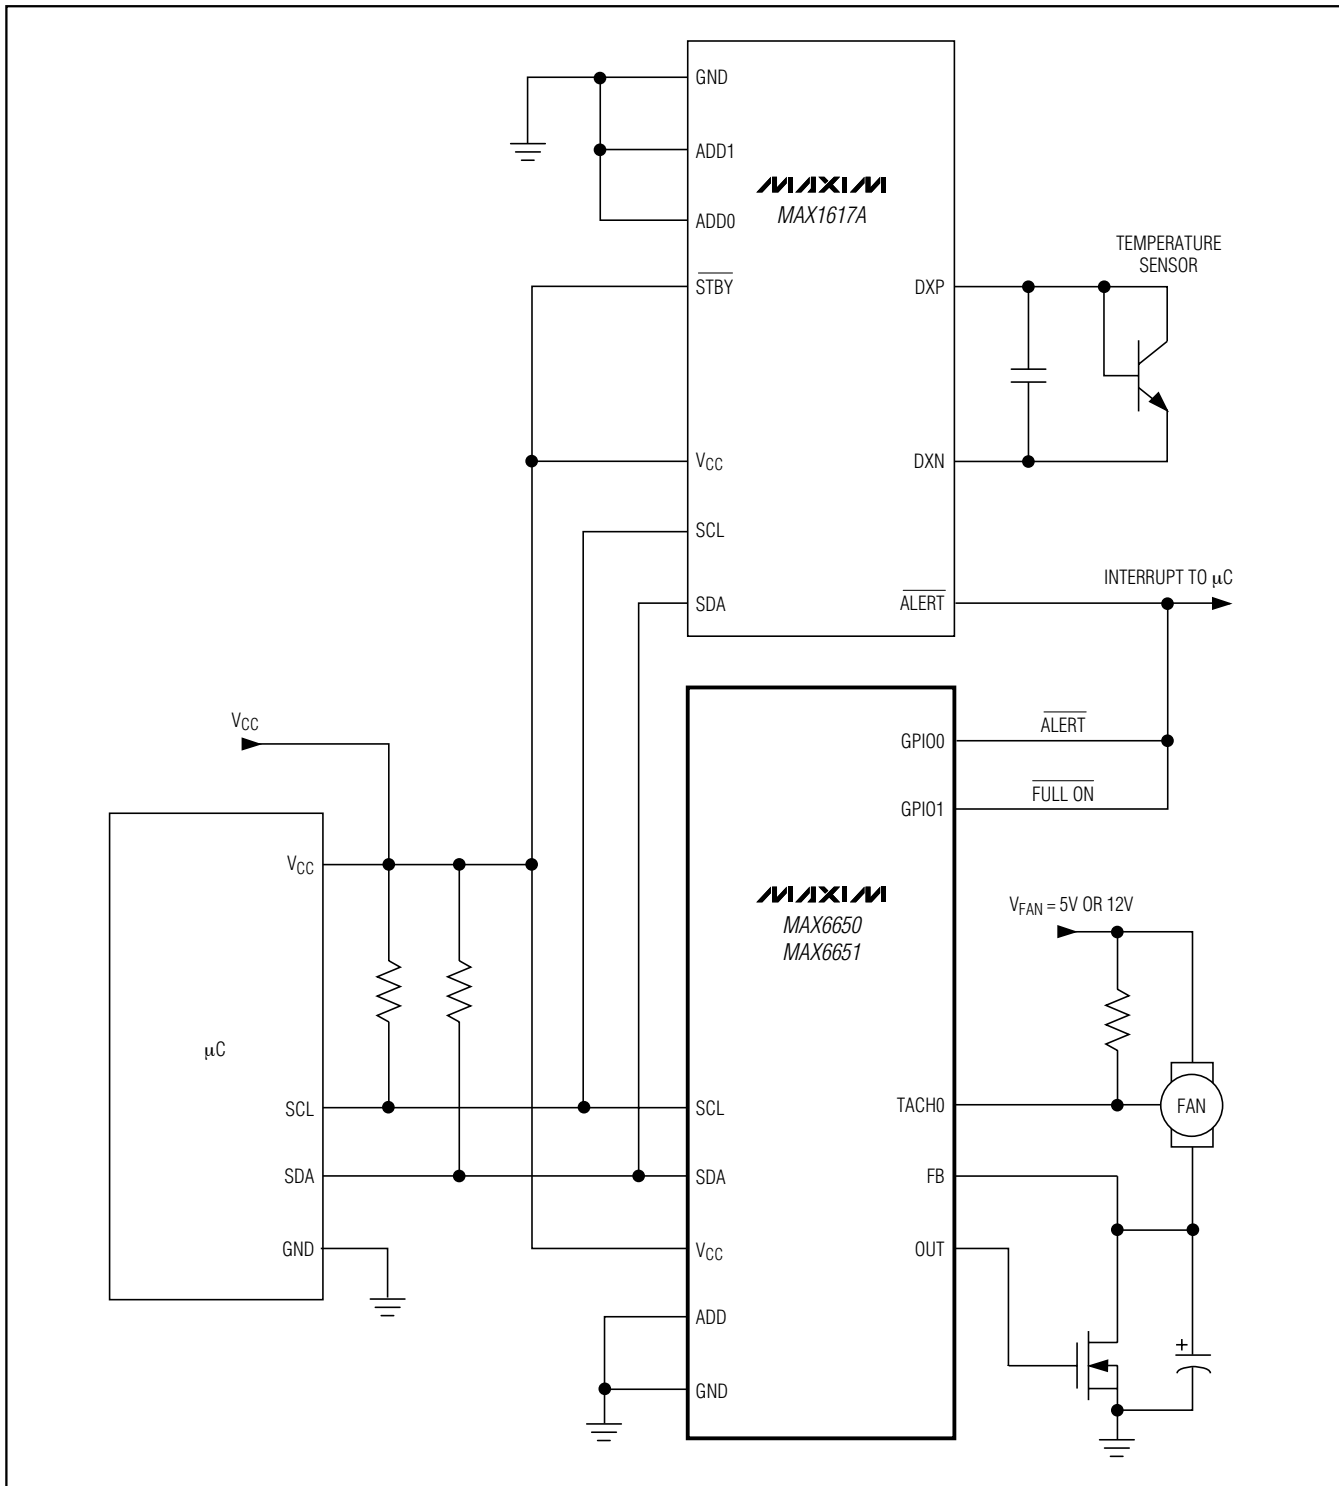 GND
ADD1
MAXIM
MAX1617A
ADD0
TEMPERATURE
SENSOR
STBY
DXP
VCC
DXN
SCL
INTERRUPT TO μC
SDA
ALERT
VCC
GPIO0
ALERT
GPIO1
FULL ON
VCC
MAXIM
MAX6650
MAX6651
VFAN = 5V OR 12V
μC
SCL
SCL
TACH0
FAN
SDA
SDA
FB
GND
VCC
OUT
ADD
+
GND